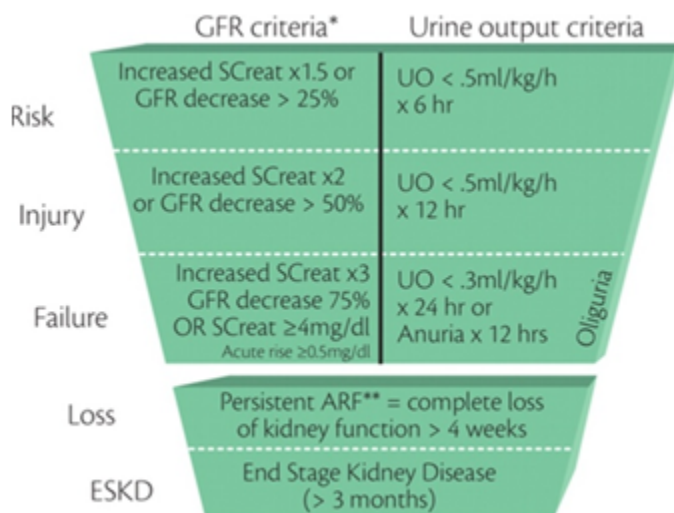 GFR criteria*
Urine output criteria
Risk
Increased SCreat x1.5 or
GFR decrease > 25%
UO < .5ml/kg/h
x 6 hr
Injury
Increased SCreat x2
or GFR decrease > 50%
UO < .5ml/kg/h
x 12 hr
Failure
Increased SCreat x3
GFR decrease 75%
OR SCreat ≥4mg/dl
Acute rise ≥0.5mg/dl
UO < .3ml/kg/h
x 24 hr or
Anuria x 12 hrs
Oliguria
Loss
Persistent ARF** = complete loss
of kidney function > 4 weeks
ESKD
End Stage Kidney Disease
(> 3 months)